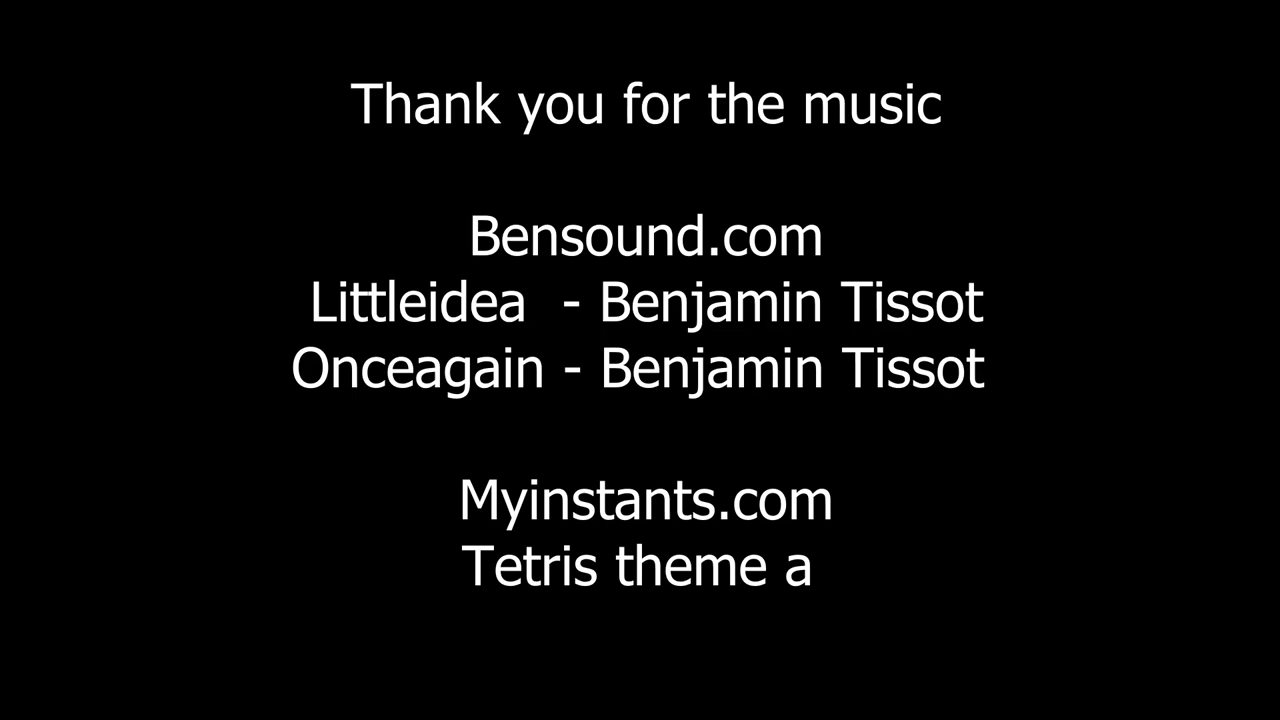 Thank you for the music
Bensound.com
Littleidea  - Benjamin Tissot
Onceagain - Benjamin Tissot
Myinstants.com
Tetris theme a